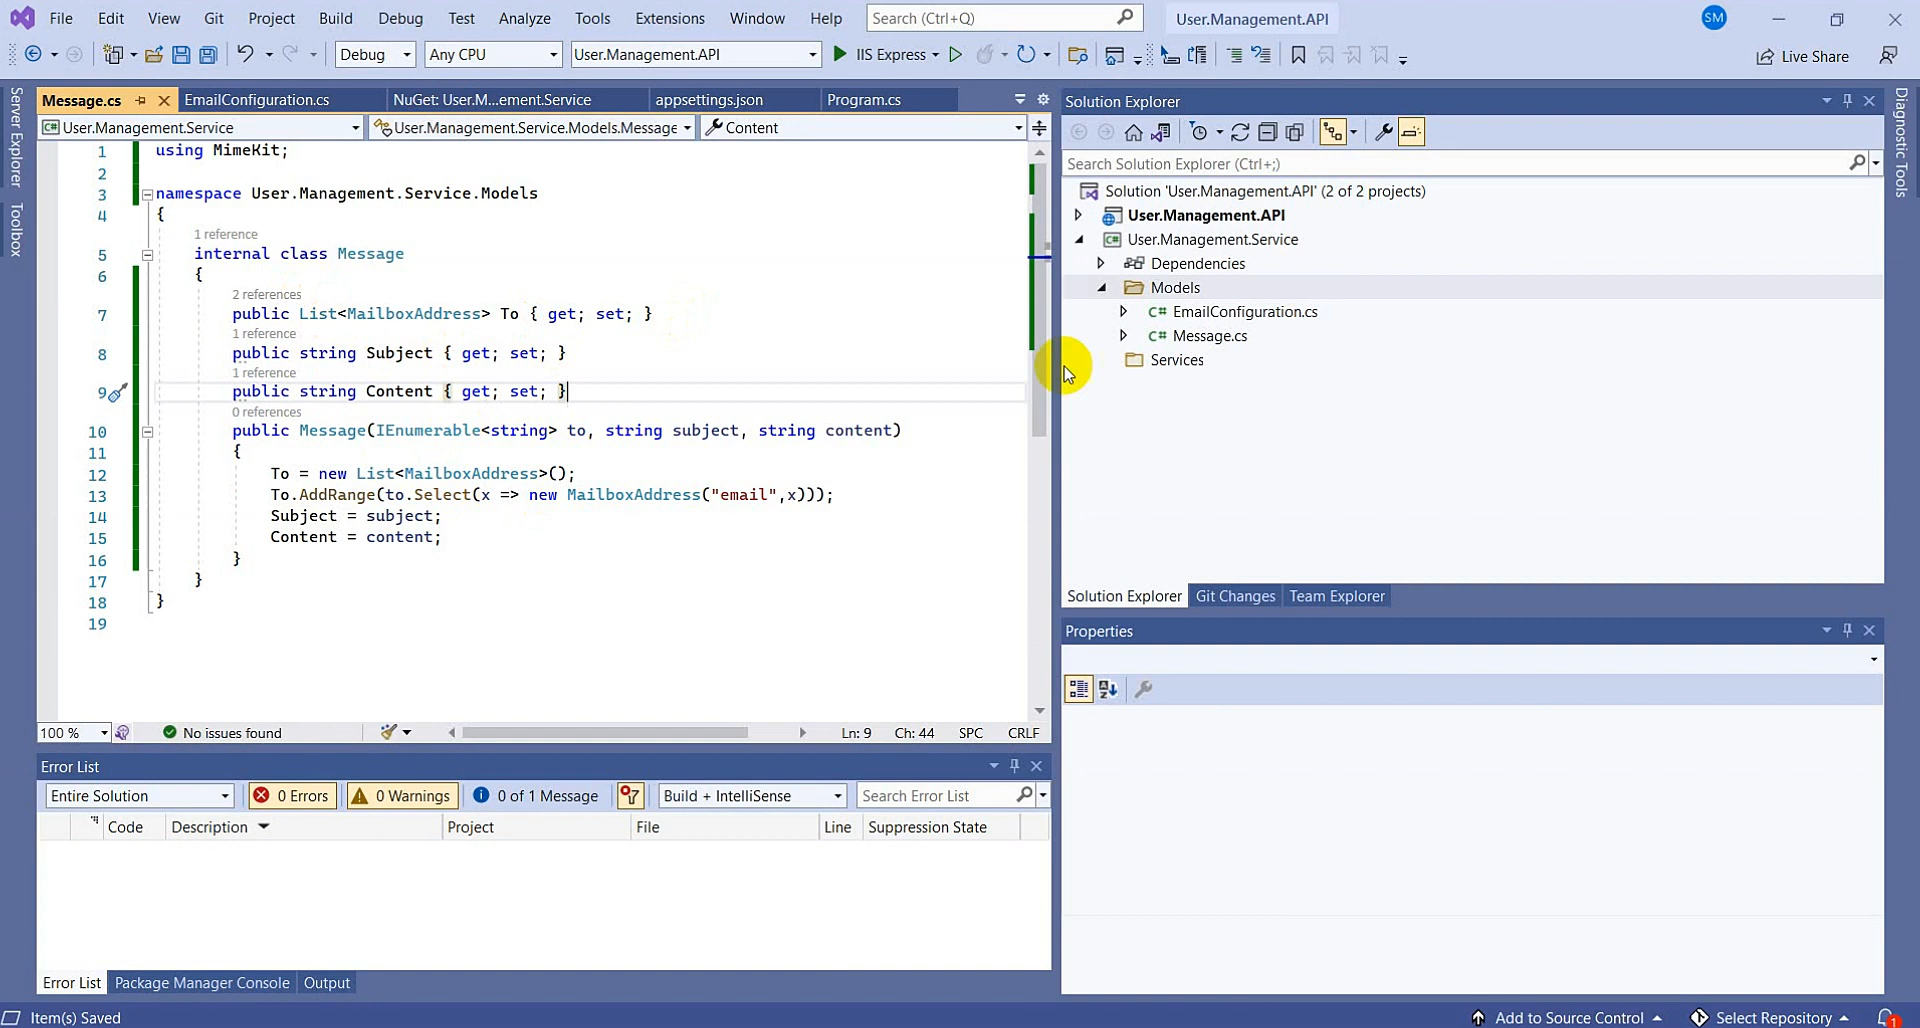 File Edit View Git Project Build Debug Test Analyze Tools Extensions Window Help Search (Ctrl+Q) User.Management.API SM
Debug Any CPU User.Management.API IIS Express Live Share
Server Explorer
Toolbox
Message.cs EmailConfiguration.cs NuGet: User.M...ement.Service appsettings.json Program.cs
C# User.Management.Service User.Management.Service.Models.Message Content
1 using MimeKit;
2
3 namespace User.Management.Service.Models
4 {
1 reference
5 internal class Message
6 {
2 references
7 public List<MailboxAddress> To { get; set; }
1 reference
8 public string Subject { get; set; }
1 reference
9 public string Content { get; set; }
0 references
10 public Message(IEnumerable<string> to, string subject, string content)
11 {
12 To = new List<MailboxAddress>();
13 To.AddRange(to.Select(x => new MailboxAddress("email",x)));
14 Subject = subject;
15 Content = content;
16 }
17 }
18 }
19
100 % No issues found Ln: 9 Ch: 44 SPC CRLF
Error List
Entire Solution 0 Errors 0 Warnings 0 of 1 Message Build + IntelliSense Search Error List
Code Description Project File Line Suppression State
Error List Package Manager Console Output
Solution Explorer
Search Solution Explorer (Ctrl+;)
Solution 'User.Management.API' (2 of 2 projects)
User.Management.API
C# User.Management.Service
Dependencies
Models
C# EmailConfiguration.cs
C# Message.cs
Services
Solution Explorer Git Changes Team Explorer
Properties
Diagnostic Tools
Item(s) Saved Add to Source Control Select Repository 1